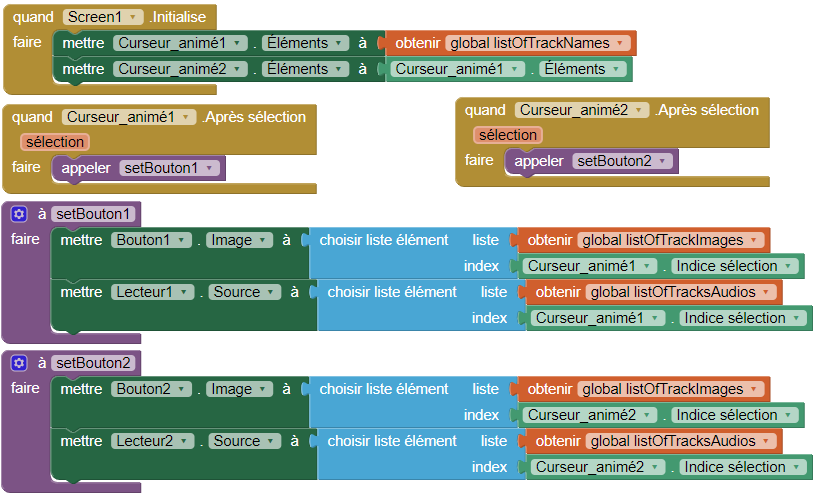 quand Screen1 .Initialise
faire mettre Curseur_animé1 . Éléments à obtenir global listOfTrackNames
mettre Curseur_animé2 . Éléments à Curseur_animé1 . Éléments
quand Curseur_animé1 .Après sélection
sélection
faire appeler setBouton1
quand Curseur_animé2 .Après sélection
sélection
faire appeler setBouton2
à setBouton1
faire mettre Bouton1 . Image à choisir liste élément liste obtenir global listOfTrackImages
index Curseur_animé1 . Indice sélection
mettre Lecteur1 . Source à choisir liste élément liste obtenir global listOfTracksAudios
index Curseur_animé1 . Indice sélection
à setBouton2
faire mettre Bouton2 . Image à choisir liste élément liste obtenir global listOfTrackImages
index Curseur_animé2 . Indice sélection
mettre Lecteur2 . Source à choisir liste élément liste obtenir global listOfTracksAudios
index Curseur_animé2 . Indice sélection